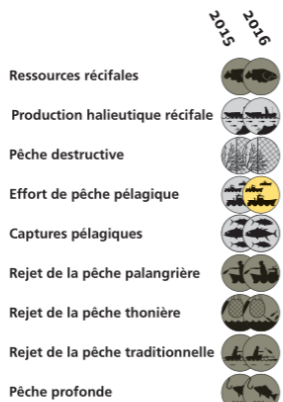 2015 2016
Ressources récifales
Production halieutique récifale
Pêche destructive
Effort de pêche pélagique
Captures pélagiques
Rejet de la pêche palangrière
Rejet de la pêche thonière
Rejet de la pêche traditionnelle
Pêche profonde